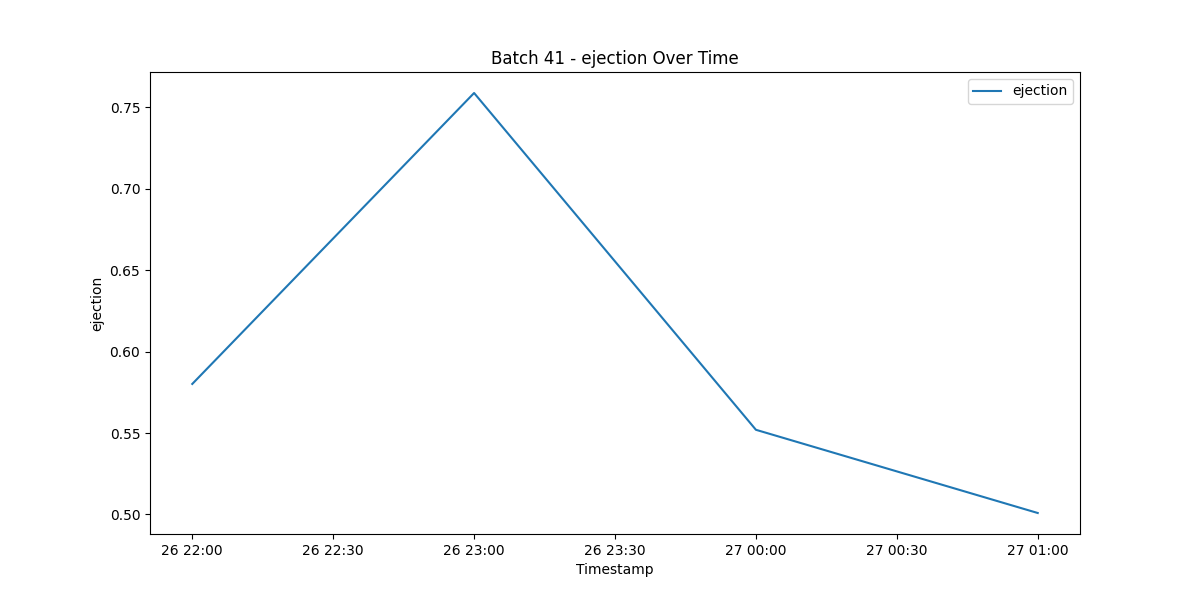 Batch 41 - ejection Over Time
ejection
0.75
0.70
0.65
0.60
0.55
0.50
ejection
26 22:00 26 22:30 26 23:00 26 23:30 27 00:00 27 00:30 27 01:00
Timestamp